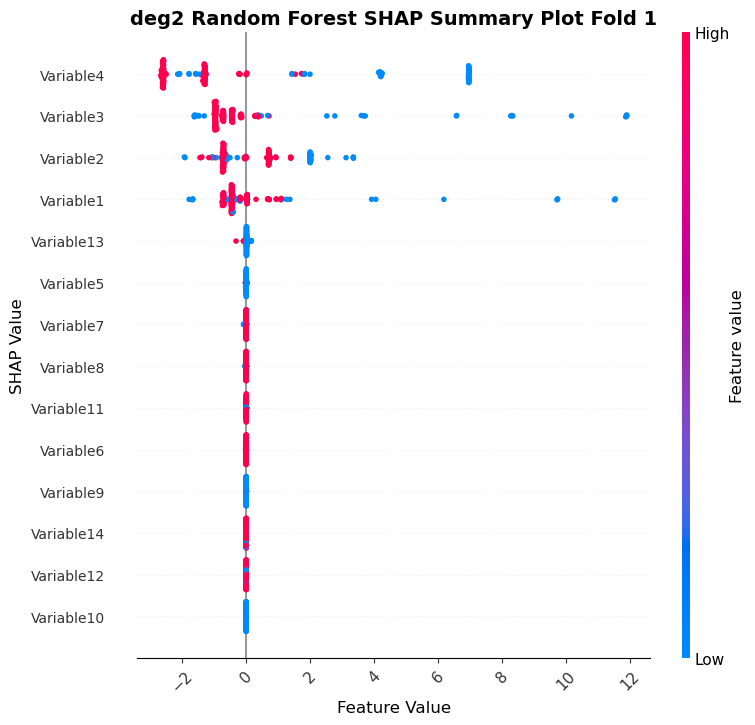 deg2 Random Forest SHAP Summary Plot Fold 1
High
Variable4
Variable3
Variable2
Variable1
Variable13
Variable5
Variable7
Variable8
Variable11
Variable6
Variable9
Variable14
Variable12
Variable10
SHAP Value
Feature value
Low
−2
0
2
4
6
8
10
12
Feature Value